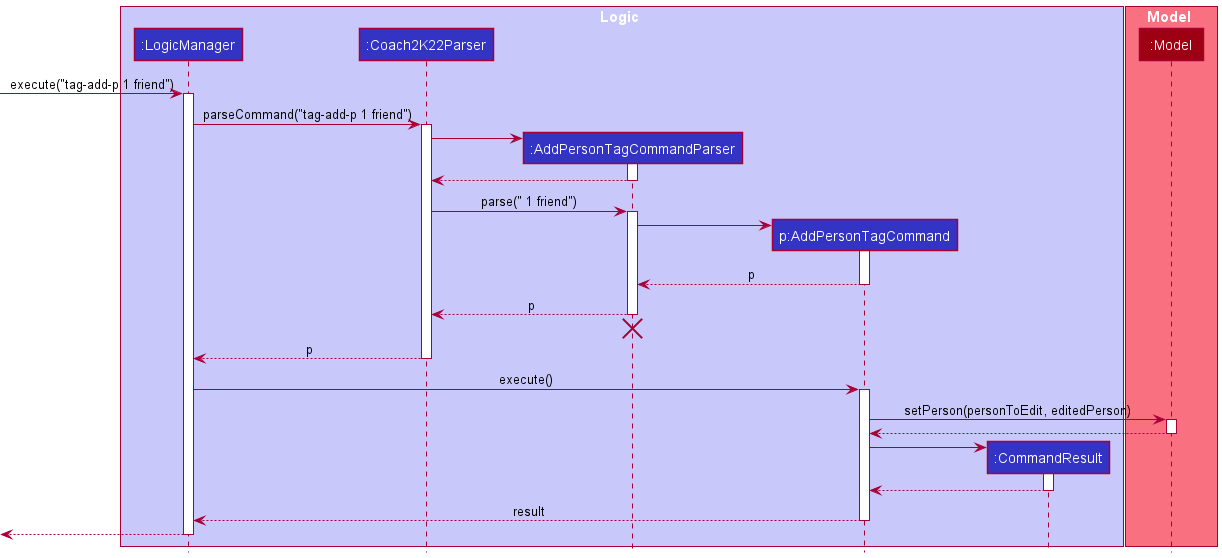 Logic
Model
:LogicManager
:Coach2K22Parser
:Model
execute("tag-add-p 1 friend")
parseCommand("tag-add-p 1 friend")
:AddPersonTagCommandParser
parse(" 1 friend")
p:AddPersonTagCommand
p
p
p
execute()
setPerson(personToEdit, editedPerson)
:CommandResult
result